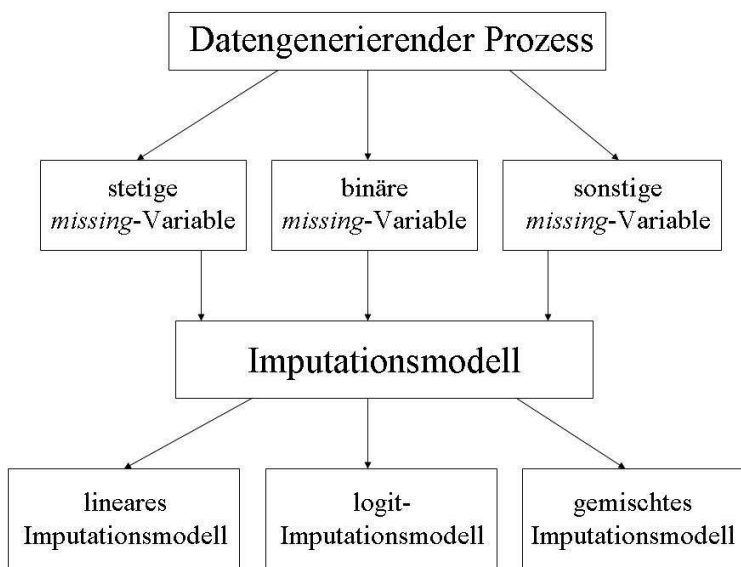 Datengenerierender Prozess
stetige
missing-Variable
binäre
missing-Variable
sonstige
missing-Variable
Imputationsmodell
lineares
Imputationsmodell
logit-
Imputationsmodell
gemischtes
Imputationsmodell